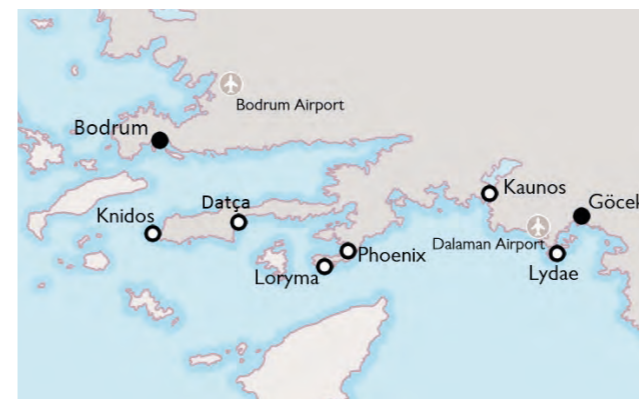 Bodrum Airport
Bodrum
Kaunos
Datça
Göcek
Knidos
Dalaman Airport
Phoenix
Loryma
Lydae